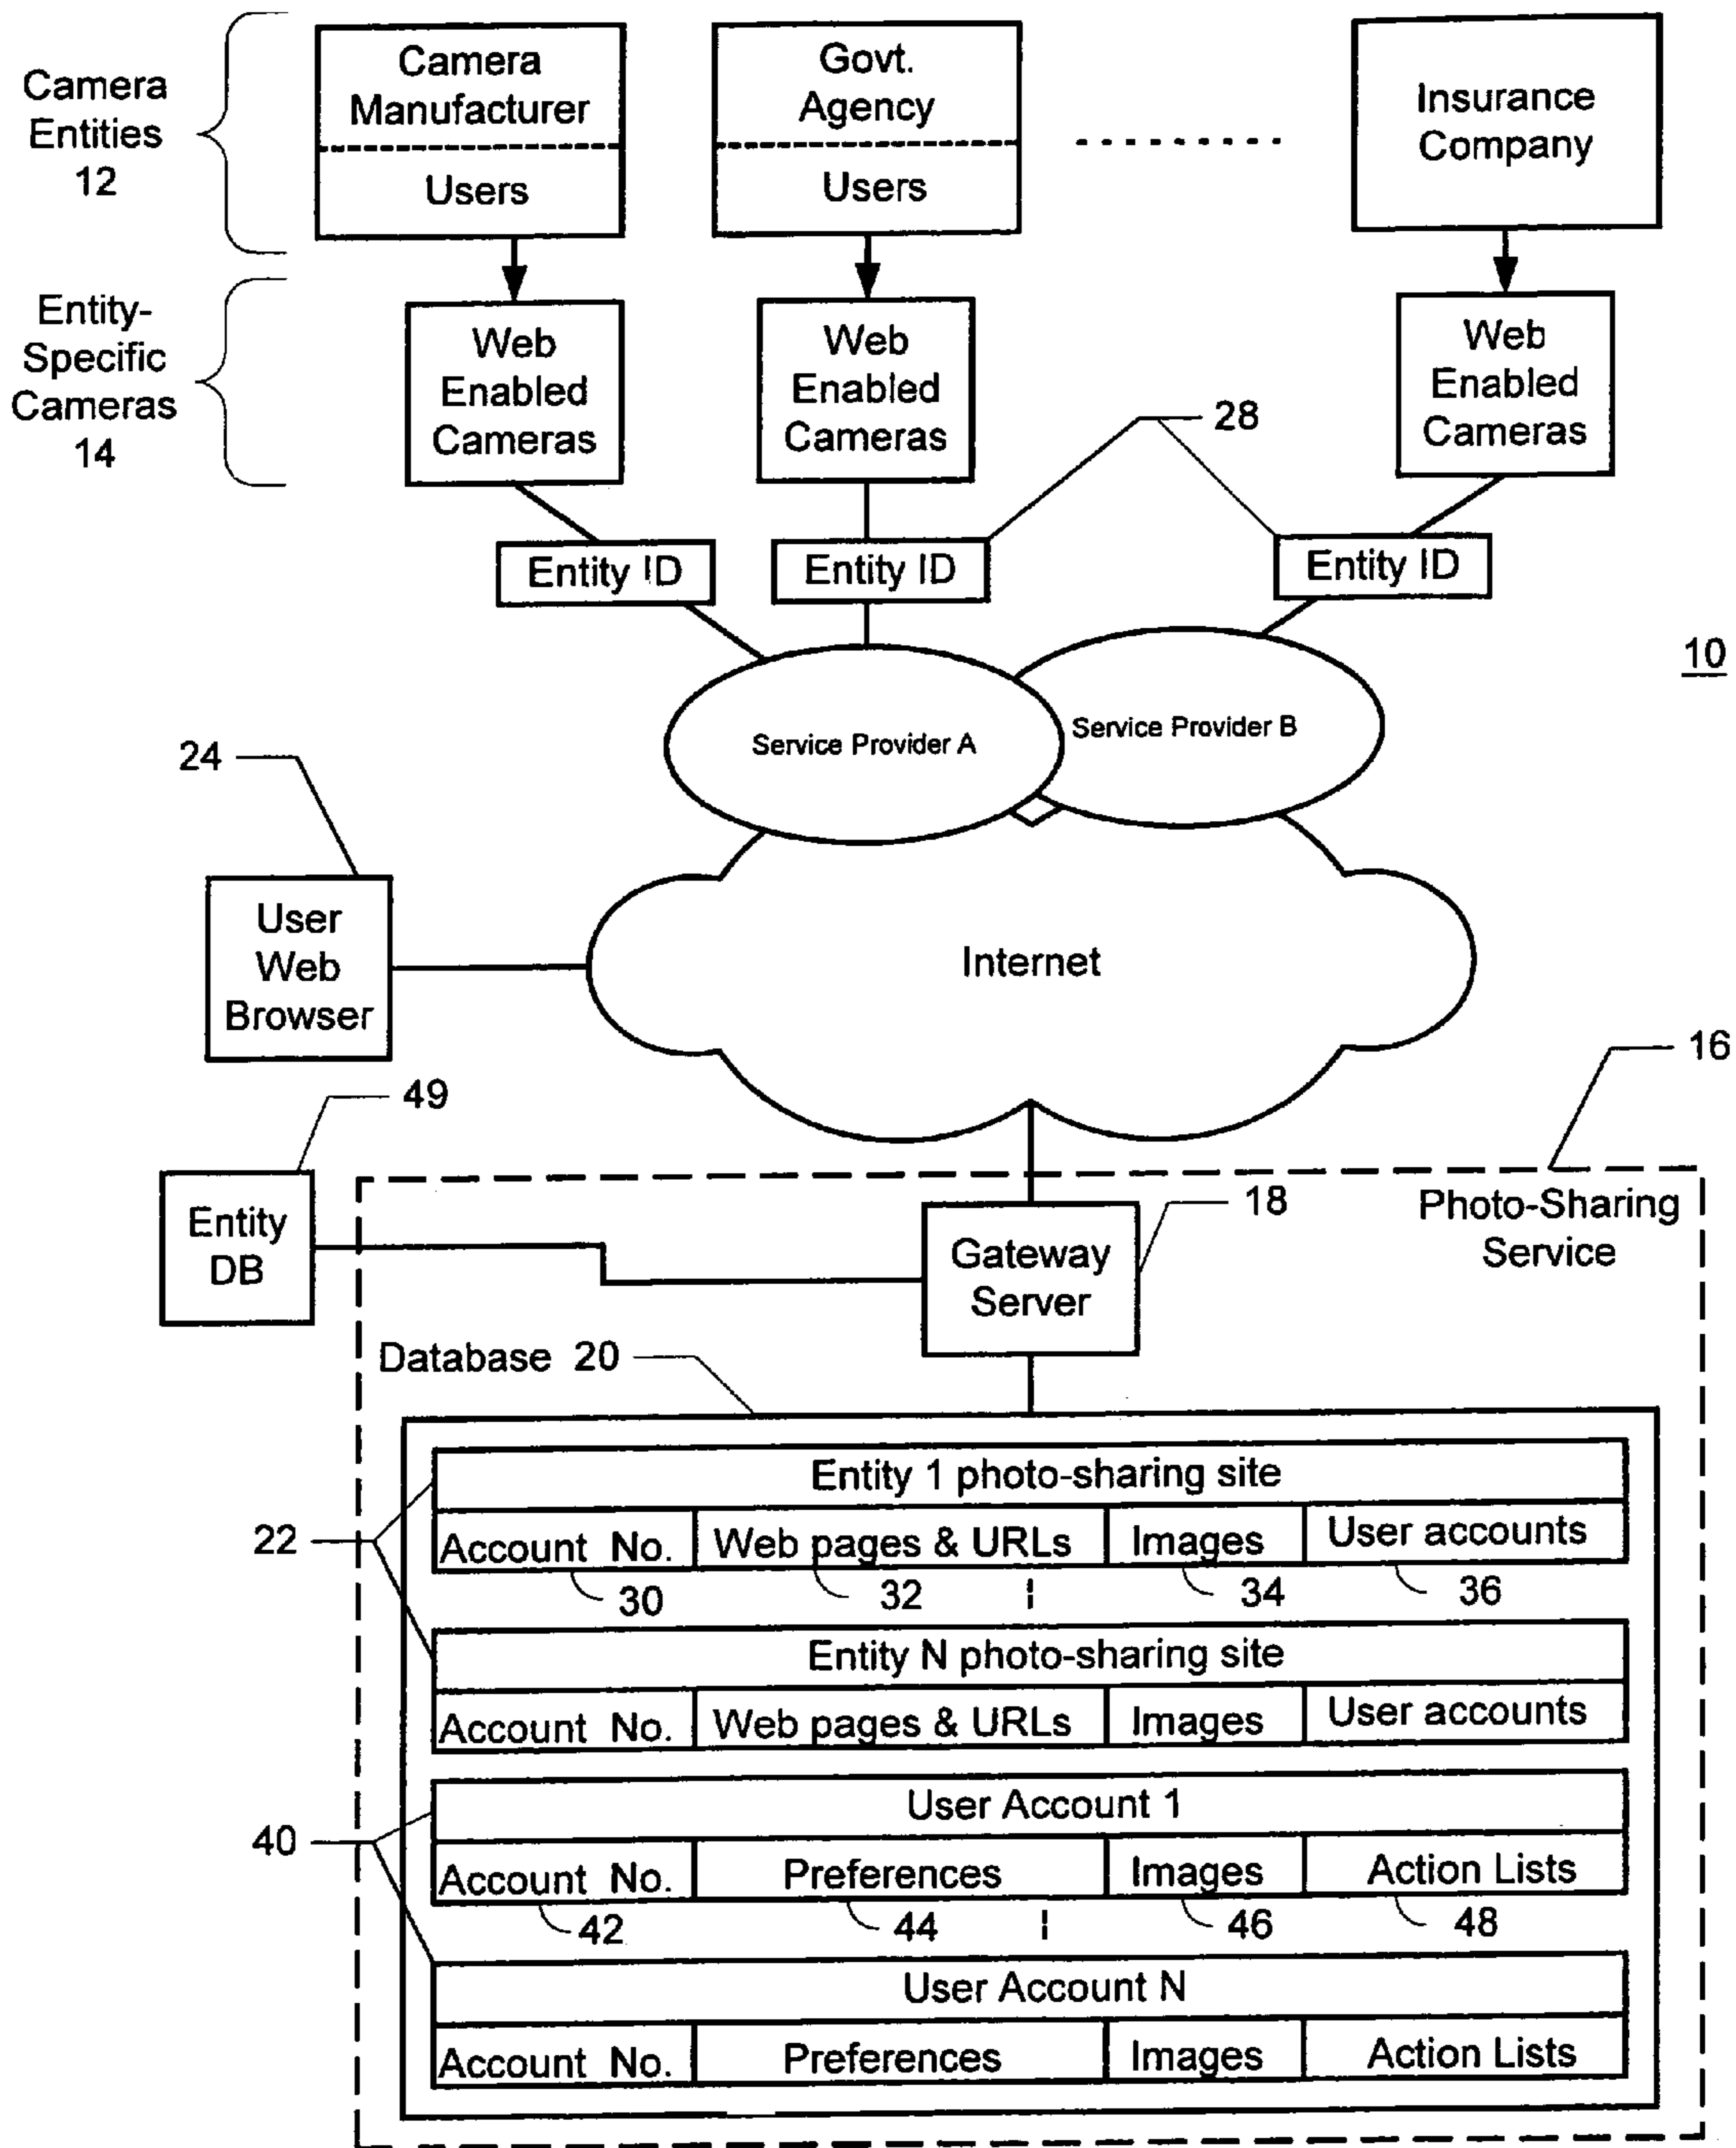 Camera
Entities
12
Camera
Manufacturer
Users
Govt.
Agency
Users
Insurance
Company
Entity-
Specific
Cameras
14
Web
Enabled
Cameras
Web
Enabled
Cameras
Web
Enabled
Cameras
28
Entity ID
Entity ID
Entity ID
10
Service Provider A
Service Provider B
24
User
Web
Browser
Internet
16
49
Entity
DB
18
Photo-Sharing
Service
Gateway
Server
Database 20
Entity 1 photo-sharing site
Account No. Web pages & URLs Images User accounts
22
30 32 34 36
Entity N photo-sharing site
Account No. Web pages & URLs Images User accounts
User Account 1
40
Account No. Preferences Images Action Lists
42 44 46 48
User Account N
Account No. Preferences Images Action Lists